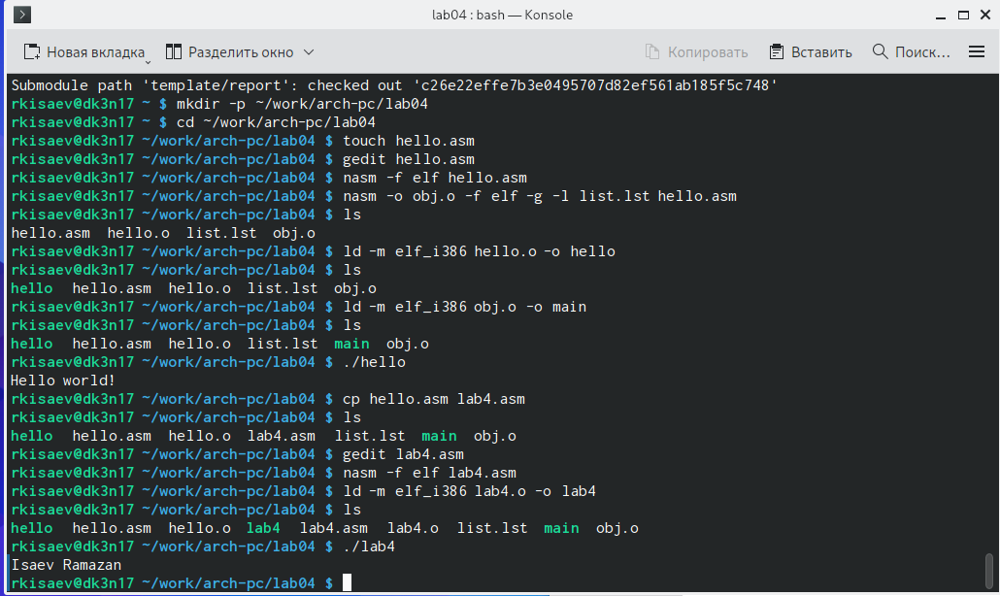 lab04 : bash — Konsole
Новая вкладка Разделить окно Копировать Вставить Поиск...
Submodule path 'template/report': checked out 'c26e22effe7b3e0495707d82ef561ab185f5c748'
rkisaev@dk3n17 ~ $ mkdir -p ~/work/arch-pc/lab04
rkisaev@dk3n17 ~ $ cd ~/work/arch-pc/lab04
rkisaev@dk3n17 ~/work/arch-pc/lab04 $ touch hello.asm
rkisaev@dk3n17 ~/work/arch-pc/lab04 $ gedit hello.asm
rkisaev@dk3n17 ~/work/arch-pc/lab04 $ nasm -f elf hello.asm
rkisaev@dk3n17 ~/work/arch-pc/lab04 $ nasm -o obj.o -f elf -g -l list.lst hello.asm
rkisaev@dk3n17 ~/work/arch-pc/lab04 $ ls
hello.asm hello.o list.lst obj.o
rkisaev@dk3n17 ~/work/arch-pc/lab04 $ ld -m elf_i386 hello.o -o hello
rkisaev@dk3n17 ~/work/arch-pc/lab04 $ ls
hello hello.asm hello.o list.lst obj.o
rkisaev@dk3n17 ~/work/arch-pc/lab04 $ ld -m elf_i386 obj.o -o main
rkisaev@dk3n17 ~/work/arch-pc/lab04 $ ls
hello hello.asm hello.o list.lst main obj.o
rkisaev@dk3n17 ~/work/arch-pc/lab04 $ ./hello
Hello world!
rkisaev@dk3n17 ~/work/arch-pc/lab04 $ cp hello.asm lab4.asm
rkisaev@dk3n17 ~/work/arch-pc/lab04 $ ls
hello hello.asm hello.o lab4.asm list.lst main obj.o
rkisaev@dk3n17 ~/work/arch-pc/lab04 $ gedit lab4.asm
rkisaev@dk3n17 ~/work/arch-pc/lab04 $ nasm -f elf lab4.asm
rkisaev@dk3n17 ~/work/arch-pc/lab04 $ ld -m elf_i386 lab4.o -o lab4
rkisaev@dk3n17 ~/work/arch-pc/lab04 $ ls
hello hello.asm hello.o lab4 lab4.asm lab4.o list.lst main obj.o
rkisaev@dk3n17 ~/work/arch-pc/lab04 $ ./lab4
Isaev Ramazan
rkisaev@dk3n17 ~/work/arch-pc/lab04 $